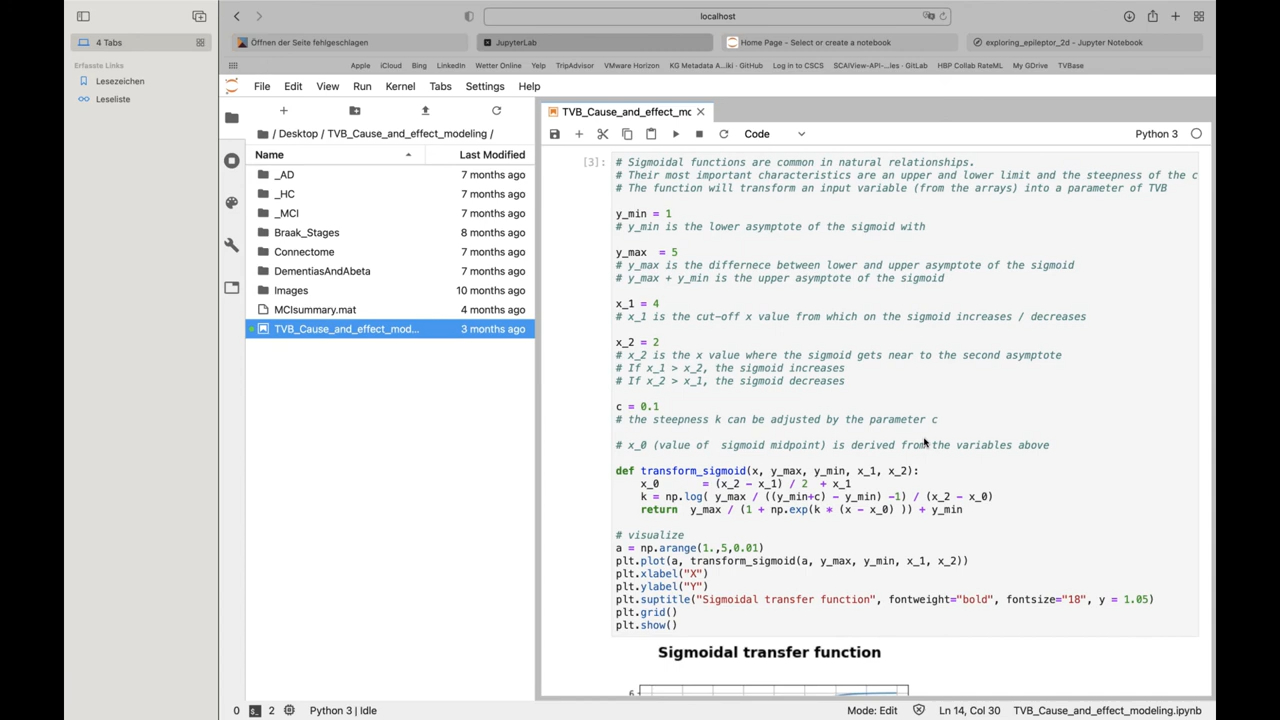 localhost
4 Tabs
Öffnen der Seite fehlgeschlagen
JupyterLab
Home Page - Select or create a notebook
exploring_epileptor_2d - Jupyter Notebook
Erfasste Links
Apple iCloud Bing LinkedIn Wetter Online Yelp TripAdvisor VMware Horizon KG Metadata A...iki · GitHub Log in to CSCS SCAIView-API-...les · GitLab HBP Collab RateML My GDrive TVBase
Lesezeichen
Leseliste
File Edit View Run Kernel Tabs Settings Help
/ Desktop / TVB_Cause_and_effect_modeling /
Name Last Modified
_AD 7 months ago
_HC 7 months ago
_MCI 7 months ago
Braak_Stages 8 months ago
Connectome 7 months ago
DementiasAndAbeta 7 months ago
Images 10 months ago
MCIsummary.mat 4 months ago
TVB_Cause_and_effect_mod... 3 months ago
TVB_Cause_and_effect_mo
Code Python 3
[3]:
# Sigmoidal functions are common in natural relationships.
# Their most important characteristics are an upper and lower limit and the steepness of the c
# The function will transform an input variable (from the arrays) into a parameter of TVB
y_min = 1
# y_min is the lower asymptote of the sigmoid with
y_max  = 5
# y_max is the differnece between lower and upper asymptote of the sigmoid
# y_max + y_min is the upper asymptote of the sigmoid
x_1 = 4
# x_1 is the cut-off x value from which on the sigmoid increases / decreases
x_2 = 2
# x_2 is the x value where the sigmoid gets near to the second asymptote
# If x_1 > x_2, the sigmoid increases
# If x_2 > x_1, the sigmoid decreases
c = 0.1
# the steepness k can be adjusted by the parameter c
# x_0 (value of  sigmoid midpoint) is derived from the variables above
def transform_sigmoid(x, y_max, y_min, x_1, x_2):
    x_0       = (x_2 - x_1) / 2  + x_1
    k = np.log( y_max / ((y_min+c) - y_min) -1) / (x_2 - x_0)
    return  y_max / (1 + np.exp(k * (x - x_0) )) + y_min
# visualize
a = np.arange(1.,5,0.01)
plt.plot(a, transform_sigmoid(a, y_max, y_min, x_1, x_2))
plt.xlabel("X")
plt.ylabel("Y")
plt.suptitle("Sigmoidal transfer function", fontweight="bold", fontsize="18", y = 1.05)
plt.grid()
plt.show()
Sigmoidal transfer function
6
0 2 Python 3 | Idle Mode: Edit Ln 14, Col 30 TVB_Cause_and_effect_modeling.ipynb